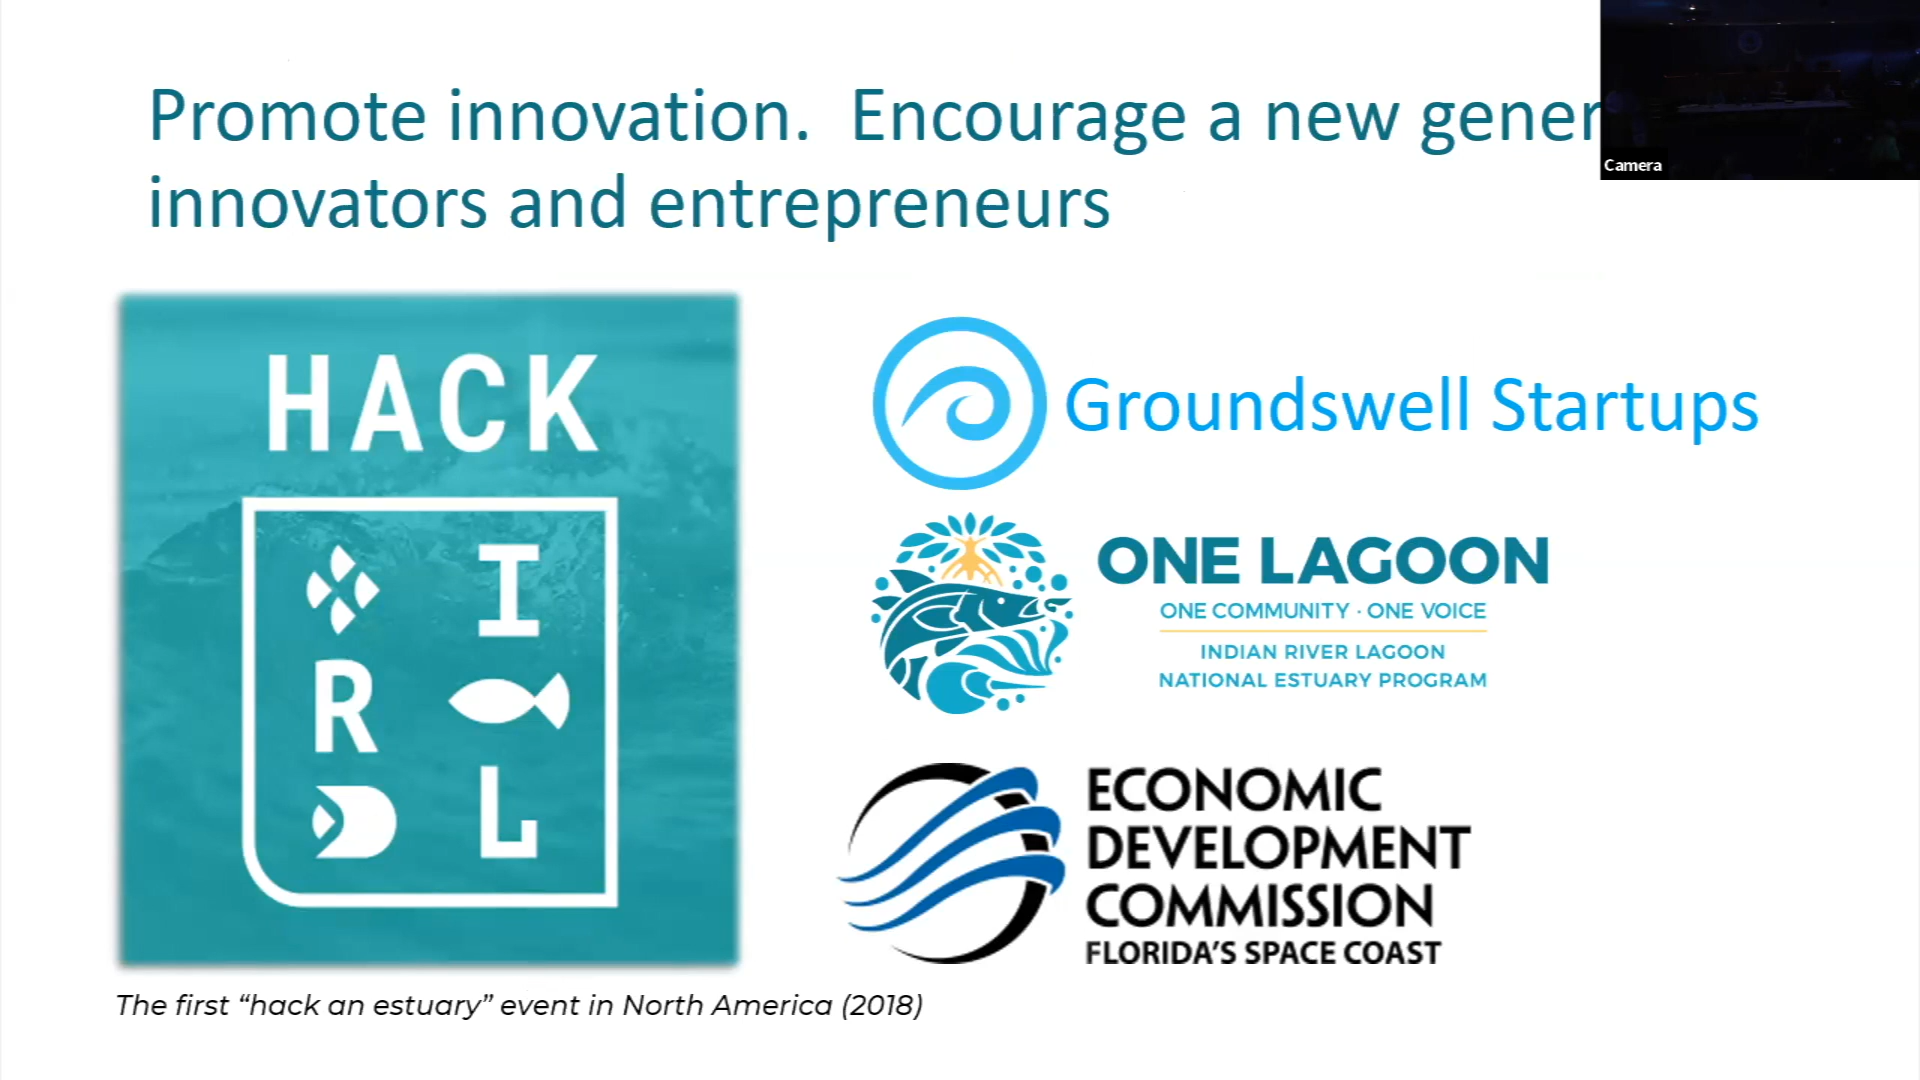 Promote innovation.  Encourage a new gener
innovators and entrepreneurs
Camera
HACK
I
R
L
Groundswell Startups
ONE LAGOON
ONE COMMUNITY · ONE VOICE
INDIAN RIVER LAGOON
NATIONAL ESTUARY PROGRAM
ECONOMIC
DEVELOPMENT
COMMISSION
FLORIDA'S SPACE COAST
The first “hack an estuary” event in North America (2018)